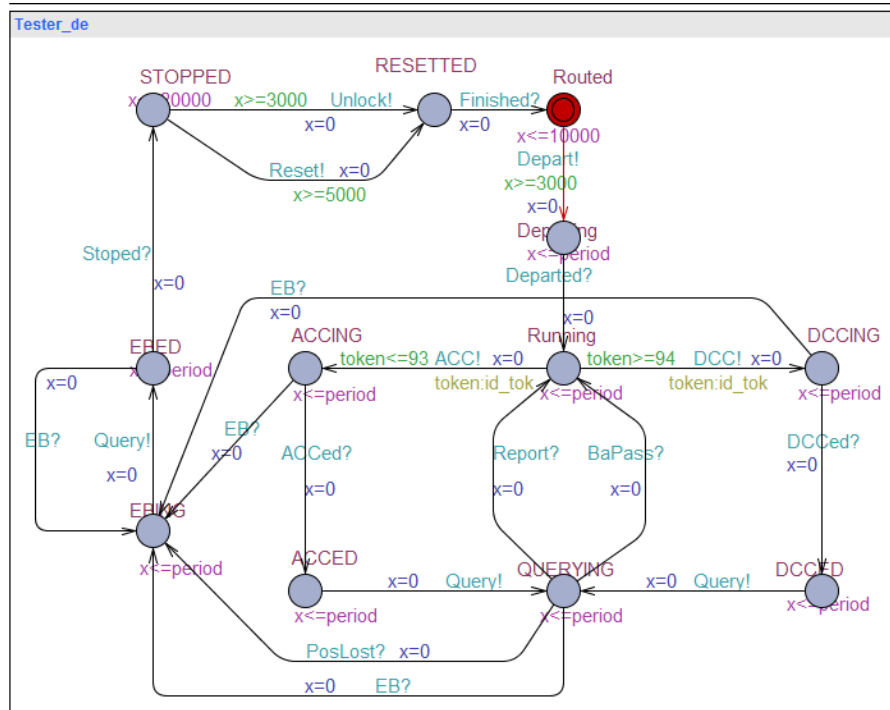 Tester_de
STOPPED
RESETTED
Routed
x>=3000 Unlock!
x=0
Finished?
x=0
x<=10000
Depart!
x>=3000
x=0
Reset! x=0
x>=5000
x<=period
Departed?
x=0
Stoped?
x=0
EB?
x=0
EBED
ACCING
Running
DCCING
token<=93 ACC! x=0
token:id_tok
token>=94 DCC! x=0
token:id_tok
x=0
x<=period
x<=period
x<=period
EB?
Query!
x=0
EB?
x=0
ACCed?
x=0
Report?
x=0
BaPass?
x=0
DCCed?
x=0
EBING
x<=period
ACCED
QUERYING
DCCED
x=0 Query!
x=0 Query!
x<=period
x<=period
x<=period
PosLost? x=0
x=0 EB?